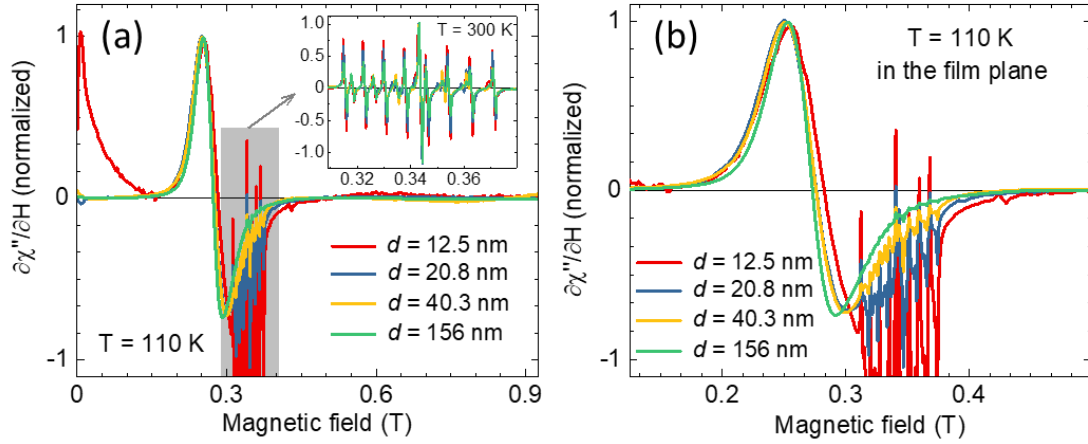 (a)
T = 300 K
1.0
0.5
0
-0.5
-1.0
0.32 0.34 0.36
1
0
-1
∂χ"/∂H (normalized)
d = 12.5 nm
d = 20.8 nm
d = 40.3 nm
d = 156 nm
T = 110 K
0 0.3 0.6 0.9
Magnetic field (T)
(b)
T = 110 K
in the film plane
1
0
-1
∂χ"/∂H (normalized)
d = 12.5 nm
d = 20.8 nm
d = 40.3 nm
d = 156 nm
0.2 0.3 0.4
Magnetic field (T)